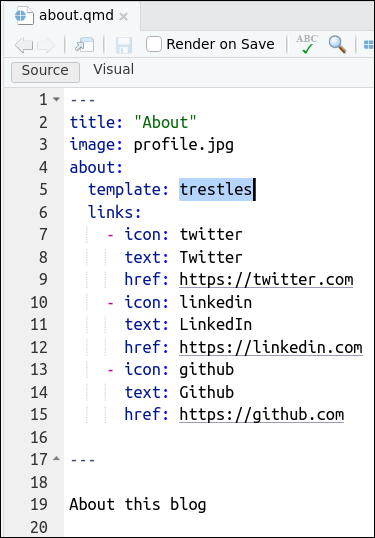 about.qmd
Render on Save
ABC
Source Visual
1 ---
2 title: "About"
3 image: profile.jpg
4 about:
5   template: trestles
6   links:
7     - icon: twitter
8       text: Twitter
9       href: https://twitter.com
10     - icon: linkedin
11       text: LinkedIn
12       href: https://linkedin.com
13     - icon: github
14       text: Github
15       href: https://github.com
16
17 ---
18
19 About this blog
20